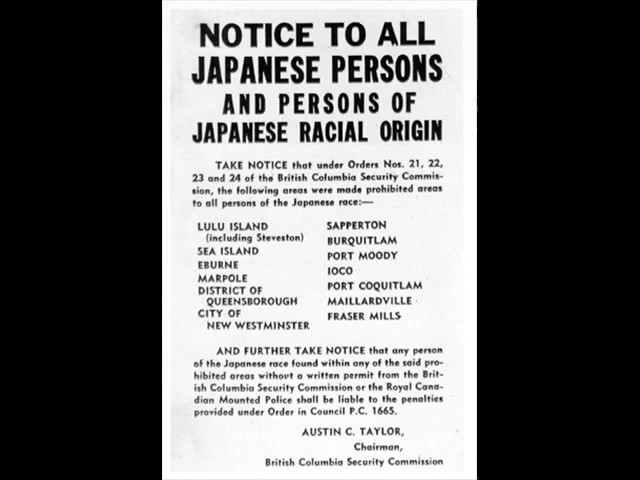 NOTICE TO ALL
JAPANESE PERSONS
AND PERSONS OF
JAPANESE RACIAL ORIGIN
TAKE NOTICE that under Orders Nos. 21, 22,
23 and 24 of the British Columbia Security Commis-
sion, the following areas were made prohibited areas
to all persons of the Japanese race:—
LULU ISLAND
(including Steveston)
SEA ISLAND
EBURNE
MARPOLE
DISTRICT OF
QUEENSBOROUGH
CITY OF
NEW WESTMINSTER
SAPPERTON
BURQUITLAM
PORT MOODY
IOCO
PORT COQUITLAM
MAILLARDVILLE
FRASER MILLS
AND FURTHER TAKE NOTICE that any person
of the Japanese race found within any of the said pro-
hibited areas without a written permit from the Brit-
ish Columbia Security Commission or the Royal Cana-
dian Mounted Police shall be liable to the penalties
provided under Order in Council P.C. 1665.
AUSTIN C. TAYLOR,
Chairman,
British Columbia Security Commission